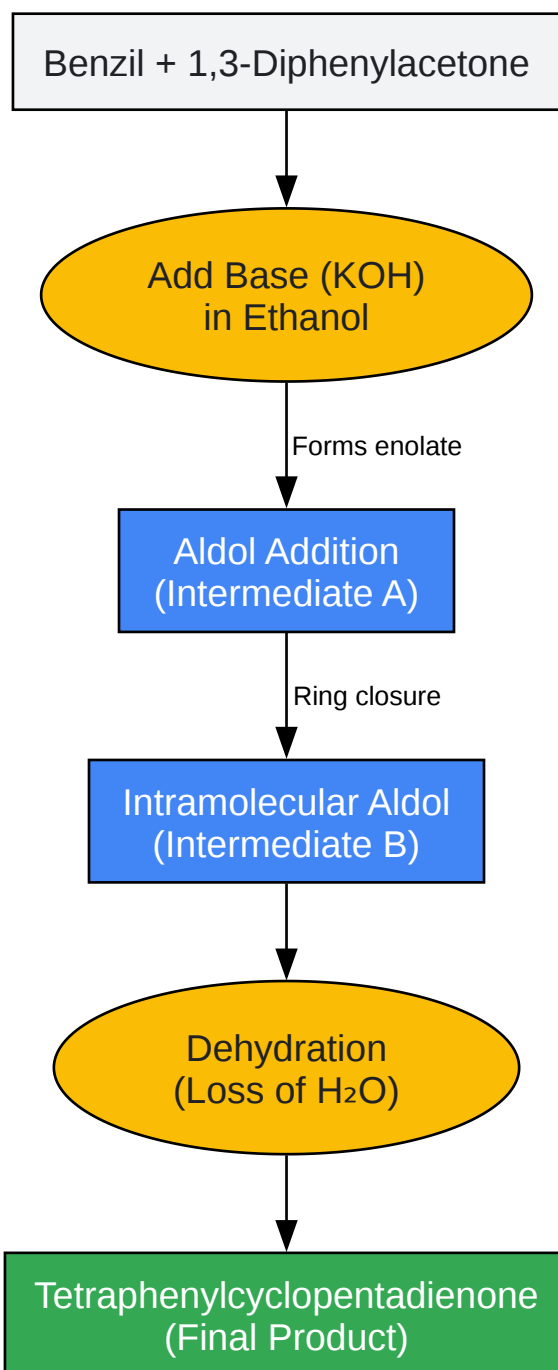 Benzil + 1,3-Diphenylacetone
Add Base (KOH)
in Ethanol
Forms enolate
Aldol Addition
(Intermediate A)
Ring closure
Intramolecular Aldol
(Intermediate B)
Dehydration
(Loss of H₂O)
Tetraphenylcyclopentadienone
(Final Product)